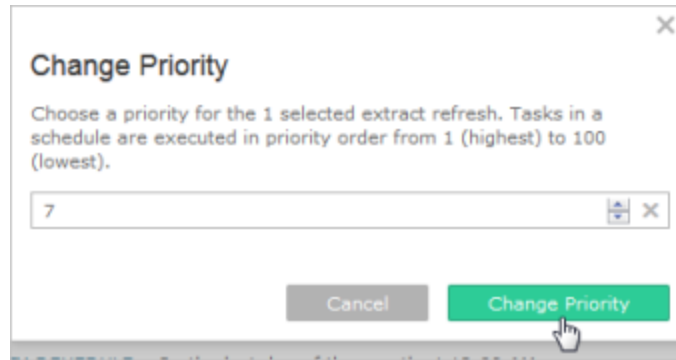 Change Priority
Choose a priority for the 1 selected extract refresh. Tasks in a
schedule are executed in priority order from 1 (highest) to 100
(lowest).
7
Cancel
Change Priority